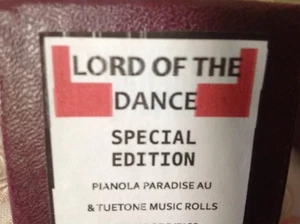 LORD OF THE
DANCE
SPECIAL
EDITION
PIANOLA PARADISE AU
& TUETONE MUSIC ROLLS